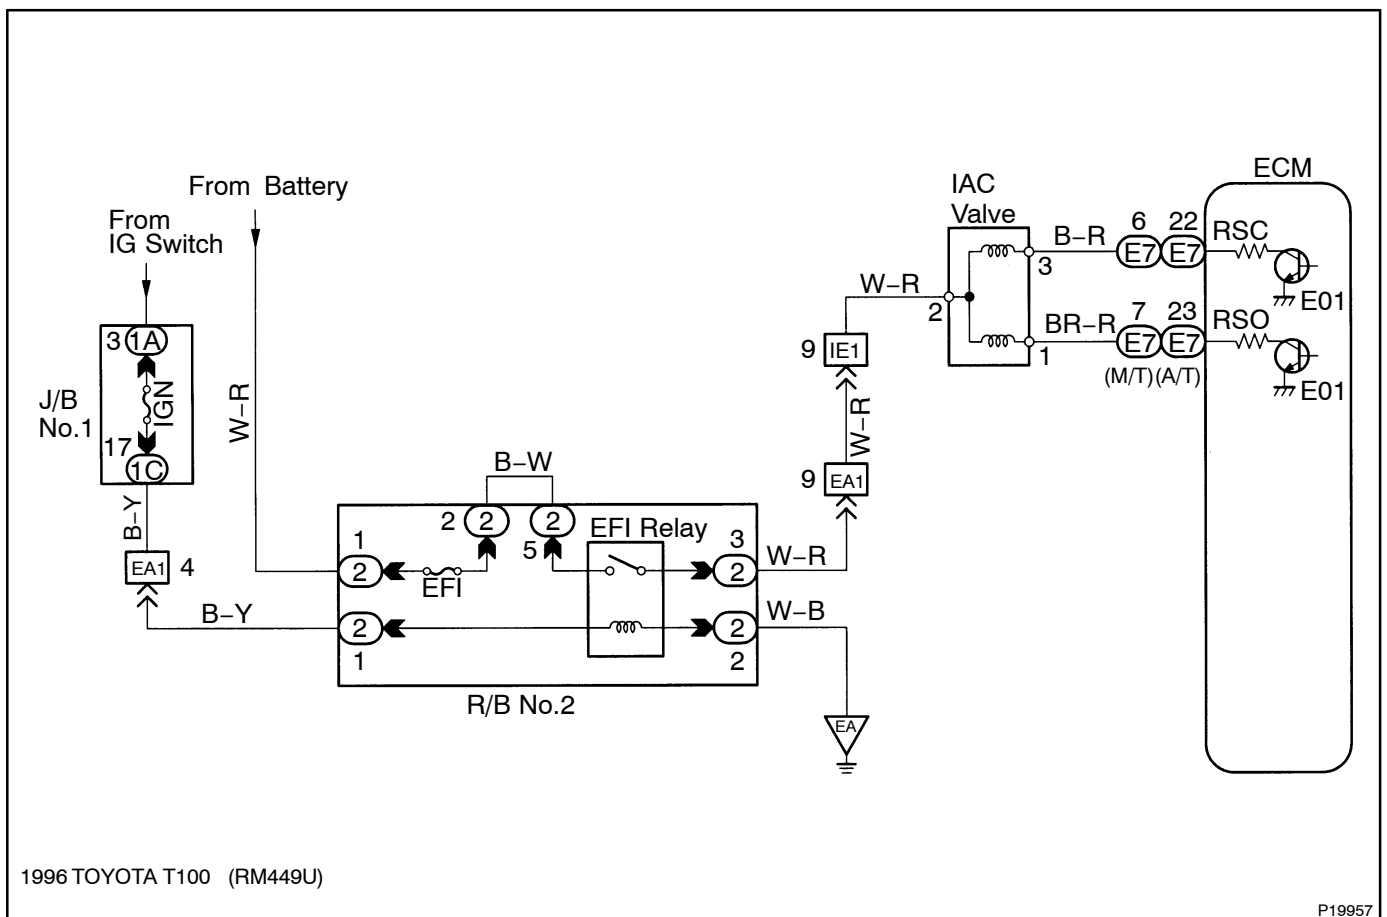 From Battery
From
IG Switch
3 1A
IGN
J/B
No.1
17
1C
B–Y
EA1 4
B–Y
W–R
B–W
2 2 2
5
EFI Relay
1
2
EFI
3
2
W–R
2
1
2
2
W–B
R/B No.2
EA
9 EA1
W–R
9 IE1
W–R
IAC
Valve
2
3
1
B–R
BR–R
6 22
E7 E7
7 23
E7 E7
(M/T) (A/T)
ECM
RSC
E01
RSO
E01
1996 TOYOTA T100 (RM449U)
P19957